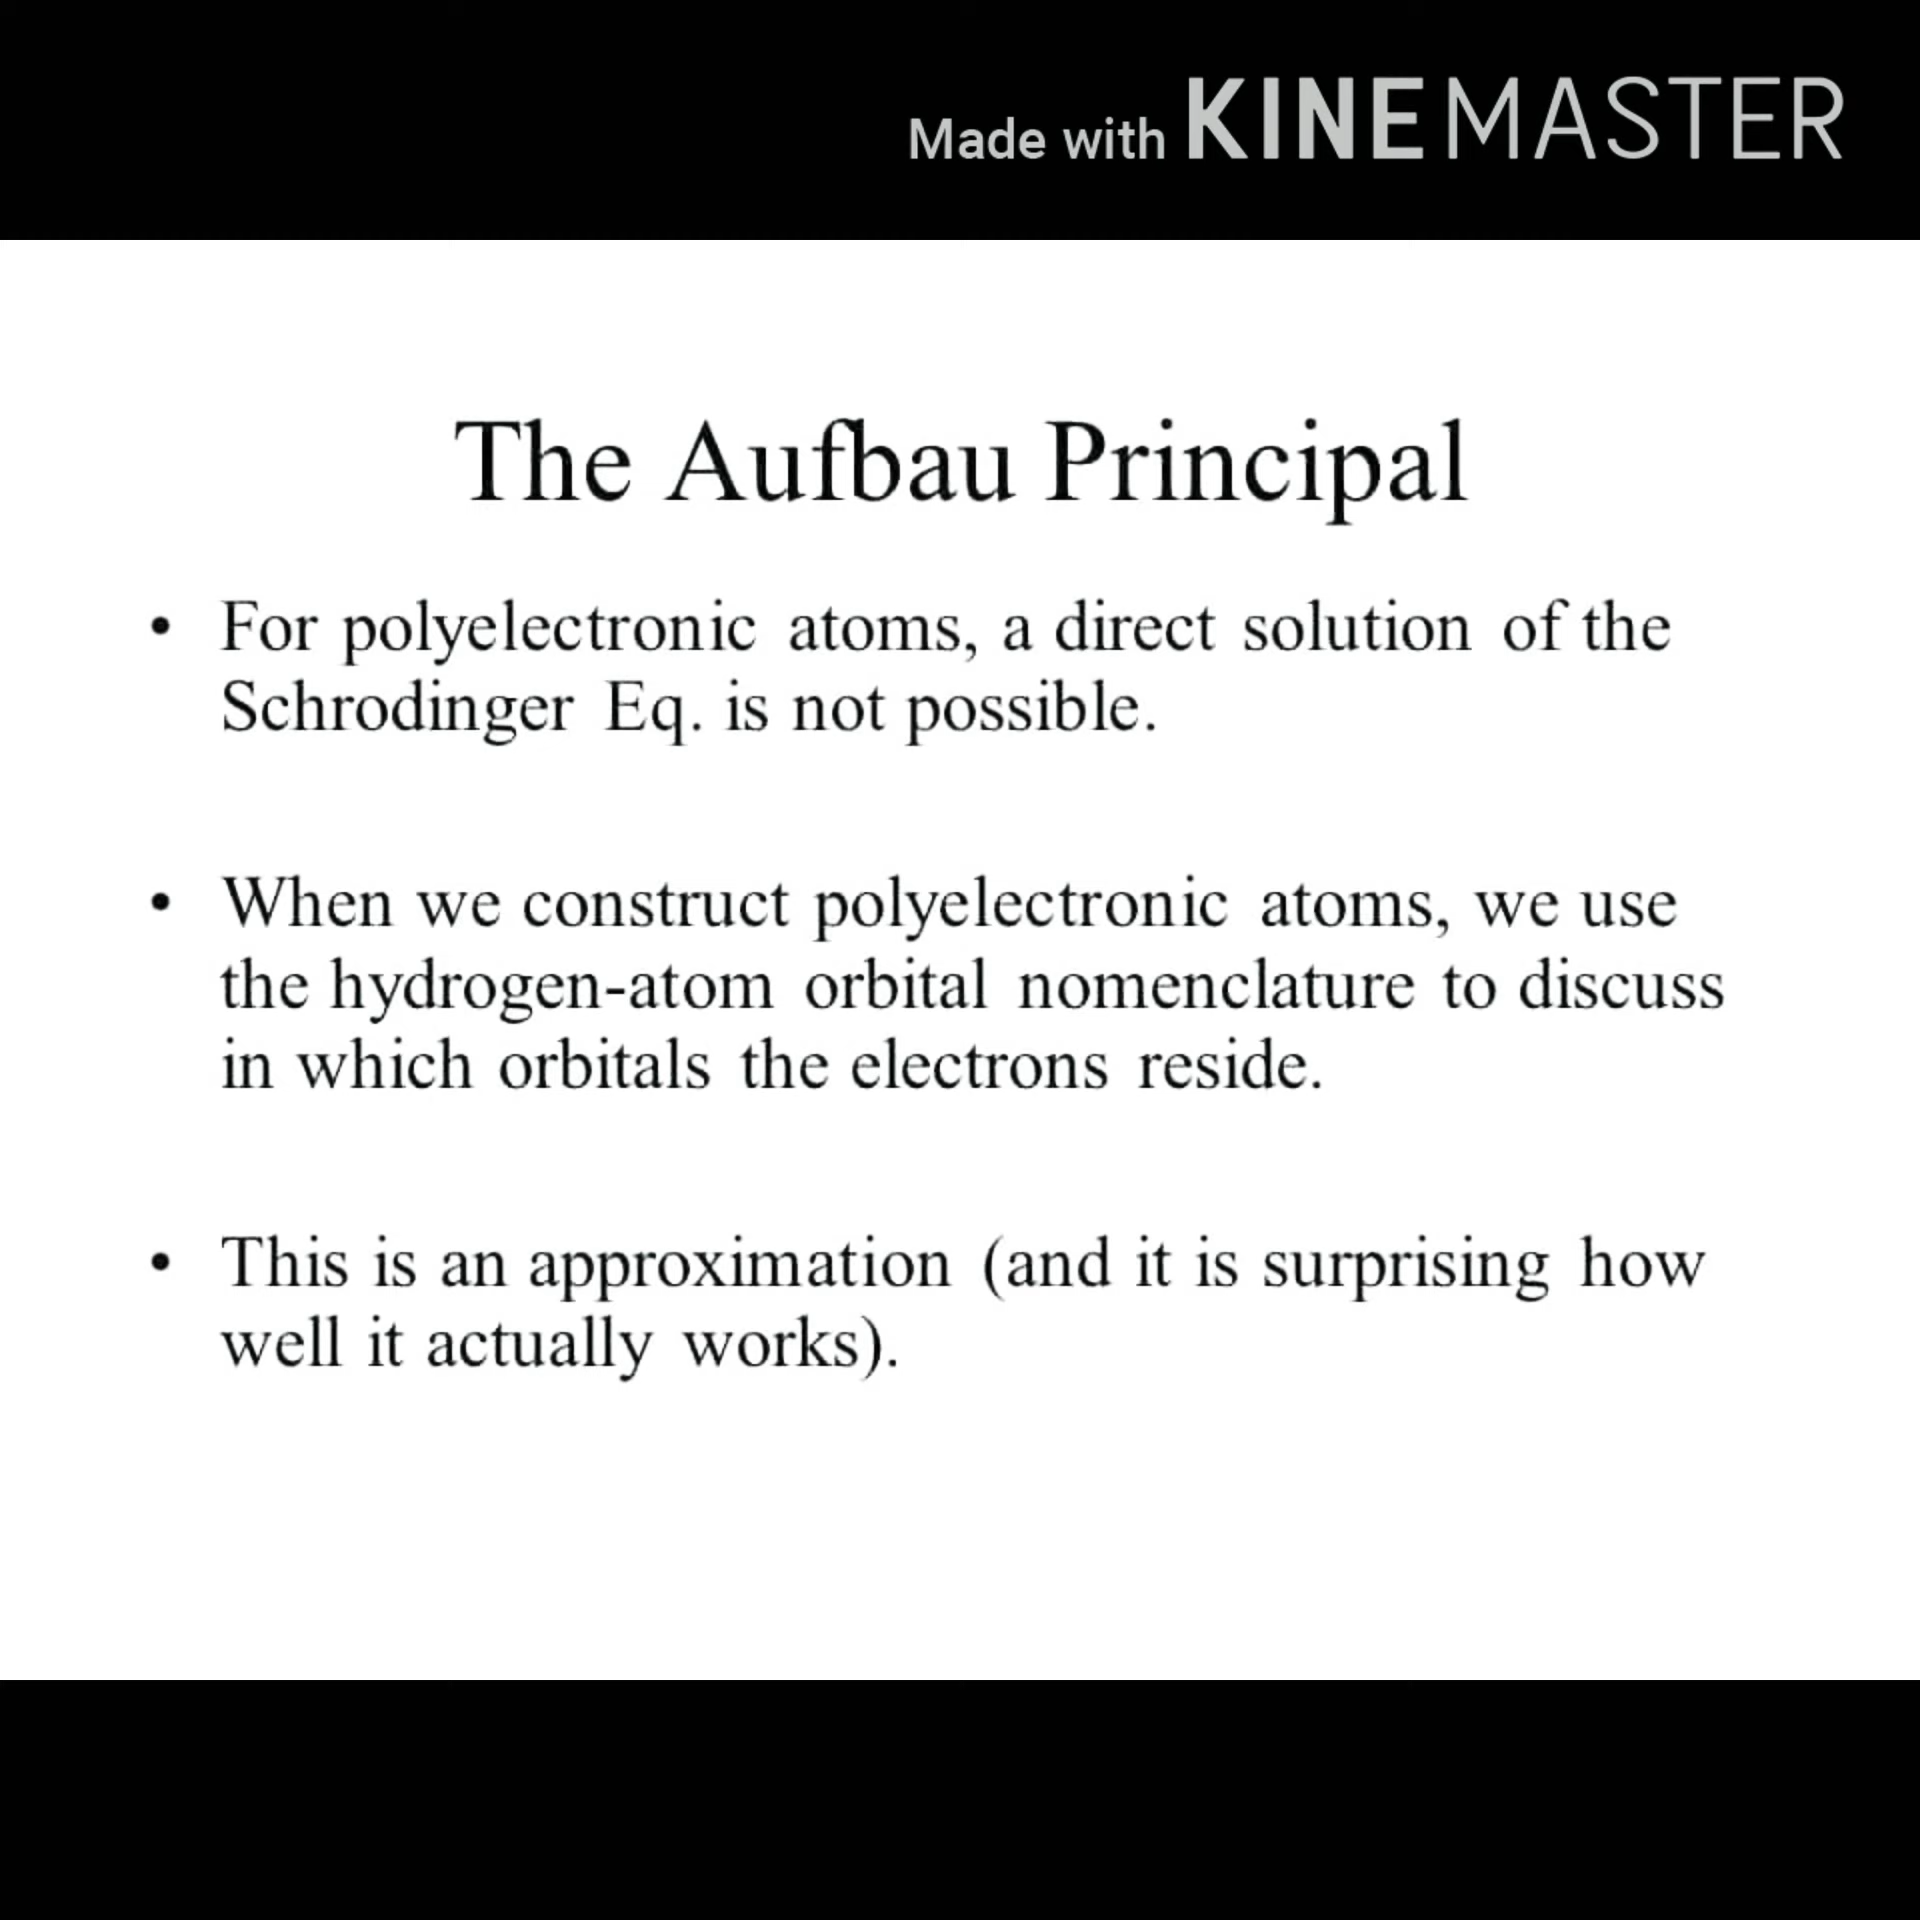 Made with KINEMASTER
The Aufbau Principal
• For polyelectronic atoms, a direct solution of the
Schrodinger Eq. is not possible.
• When we construct polyelectronic atoms, we use
the hydrogen-atom orbital nomenclature to discuss
in which orbitals the electrons reside.
• This is an approximation (and it is surprising how
well it actually works).